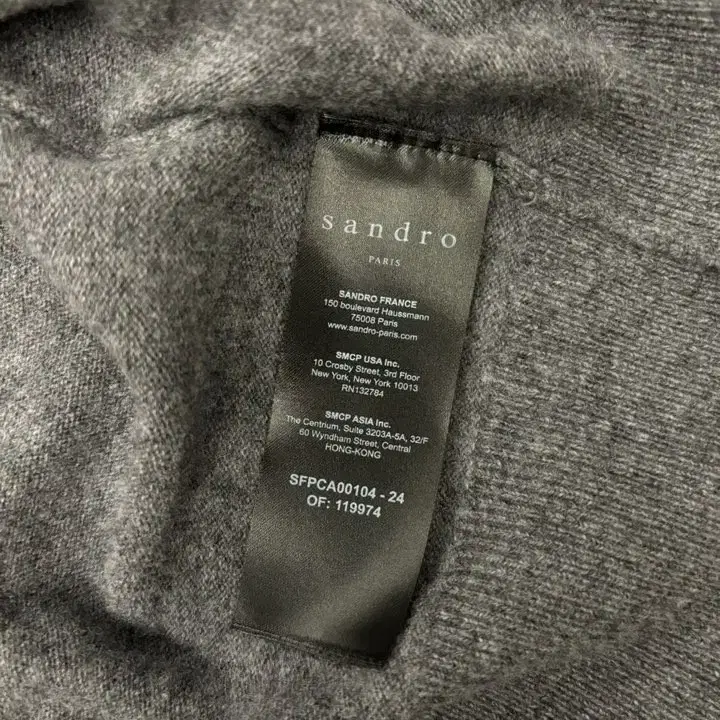 sandro
PARIS
SANDRO FRANCE
150 boulevard Haussmann
75008 Paris
www.sandro-paris.com
SMCP USA Inc.
10 Crosby Street, 3rd Floor
New York, New York 10013
RN132784
SMCP ASIA Inc.
The Centrium, Suite 3203A-5A, 32/F
60 Wyndham Street, Central
HONG-KONG
SFPCA00104 - 24
OF: 119974